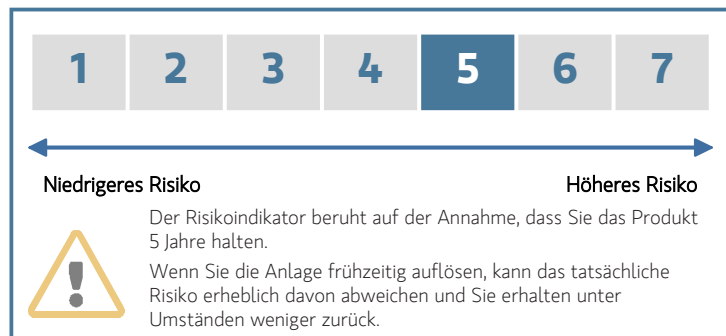 1 2 3 4 5 6 7
Niedrigeres Risiko Höheres Risiko
Der Risikoindikator beruht auf der Annahme, dass Sie das Produkt
5 Jahre halten.
Wenn Sie die Anlage frühzeitig auflösen, kann das tatsächliche
Risiko erheblich davon abweichen und Sie erhalten unter
Umständen weniger zurück.